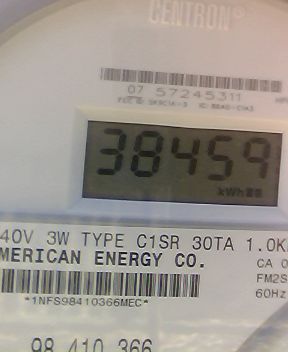 CENTRON®
07 57245311
38459
kWh
40V 3W TYPE C1SR 30TA 1.0K
MERICAN ENERGY CO.
CA 0
FM2S
60Hz
*1NFS98410366MEC*
98 410 366